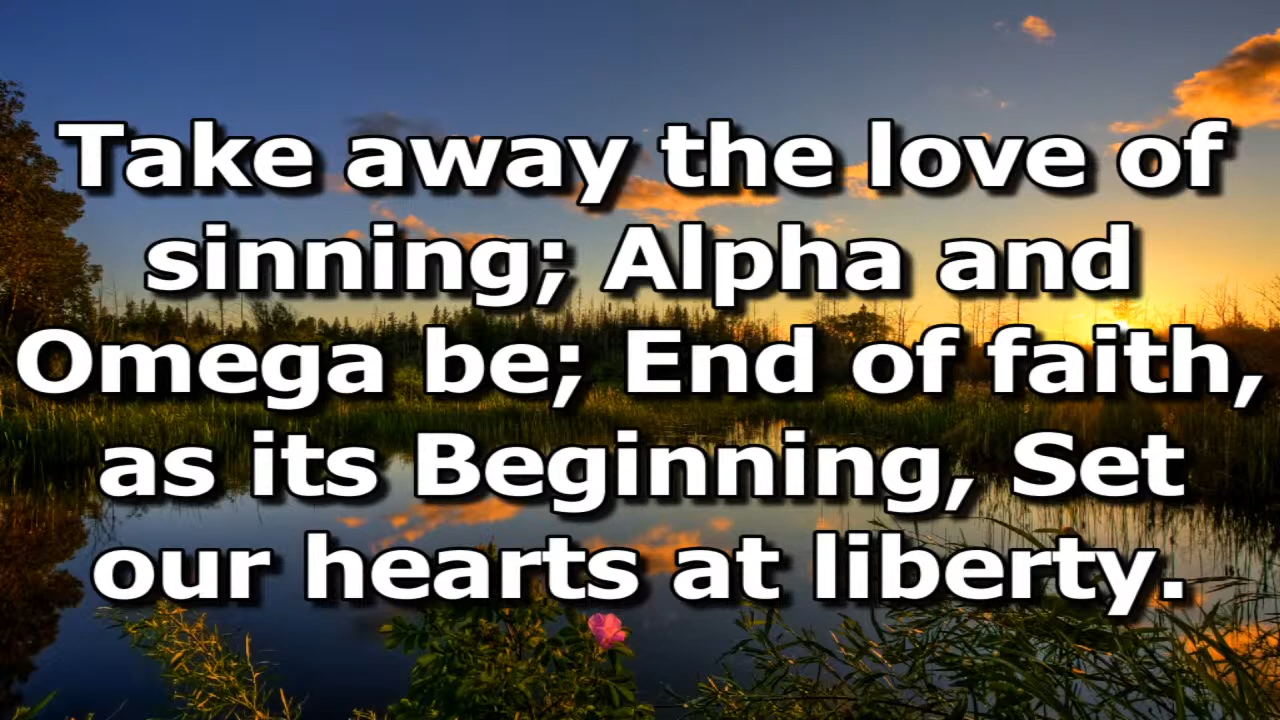 Take away the love of
sinning; Alpha and
Omega be; End of faith,
as its Beginning, Set
our hearts at liberty.